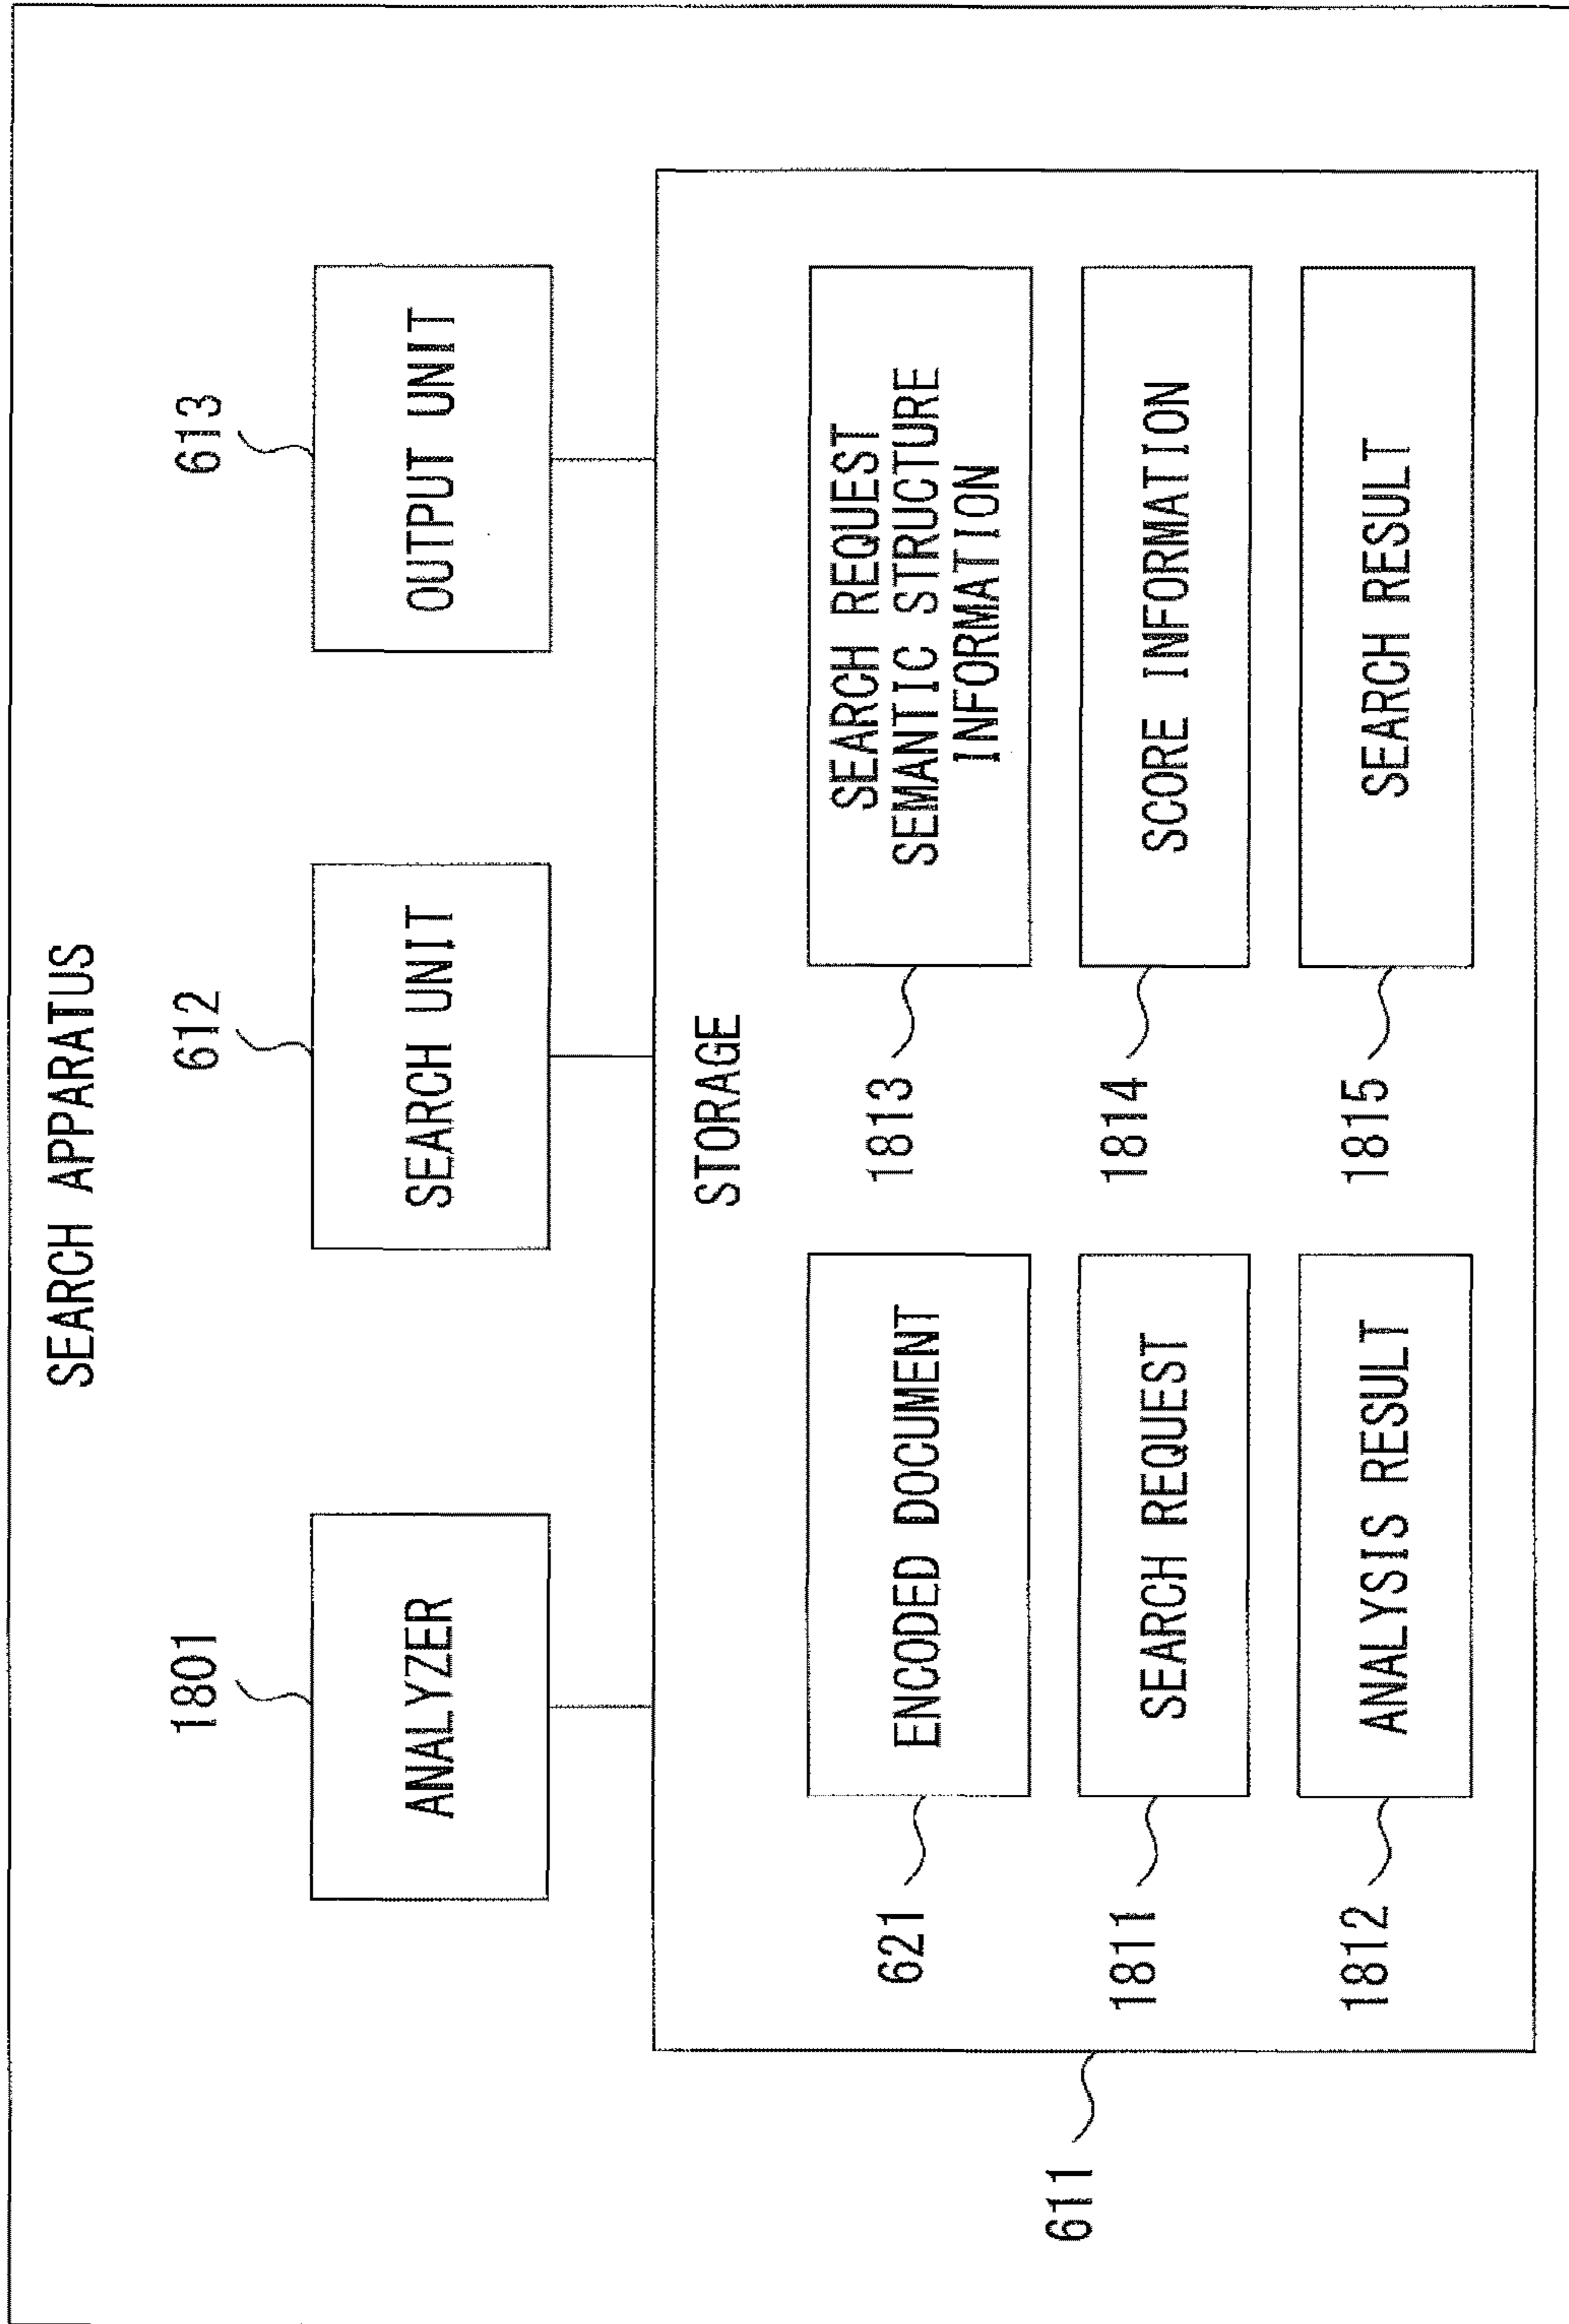 SEARCH APPARATUS
1801
612
613
ANALYZER
SEARCH UNIT
OUTPUT UNIT
STORAGE
621
ENCODED DOCUMENT
1813
SEARCH REQUEST
SEMANTIC STRUCTURE
INFORMATION
611
1811
SEARCH REQUEST
1814
SCORE INFORMATION
1812
ANALYSIS RESULT
1815
SEARCH RESULT